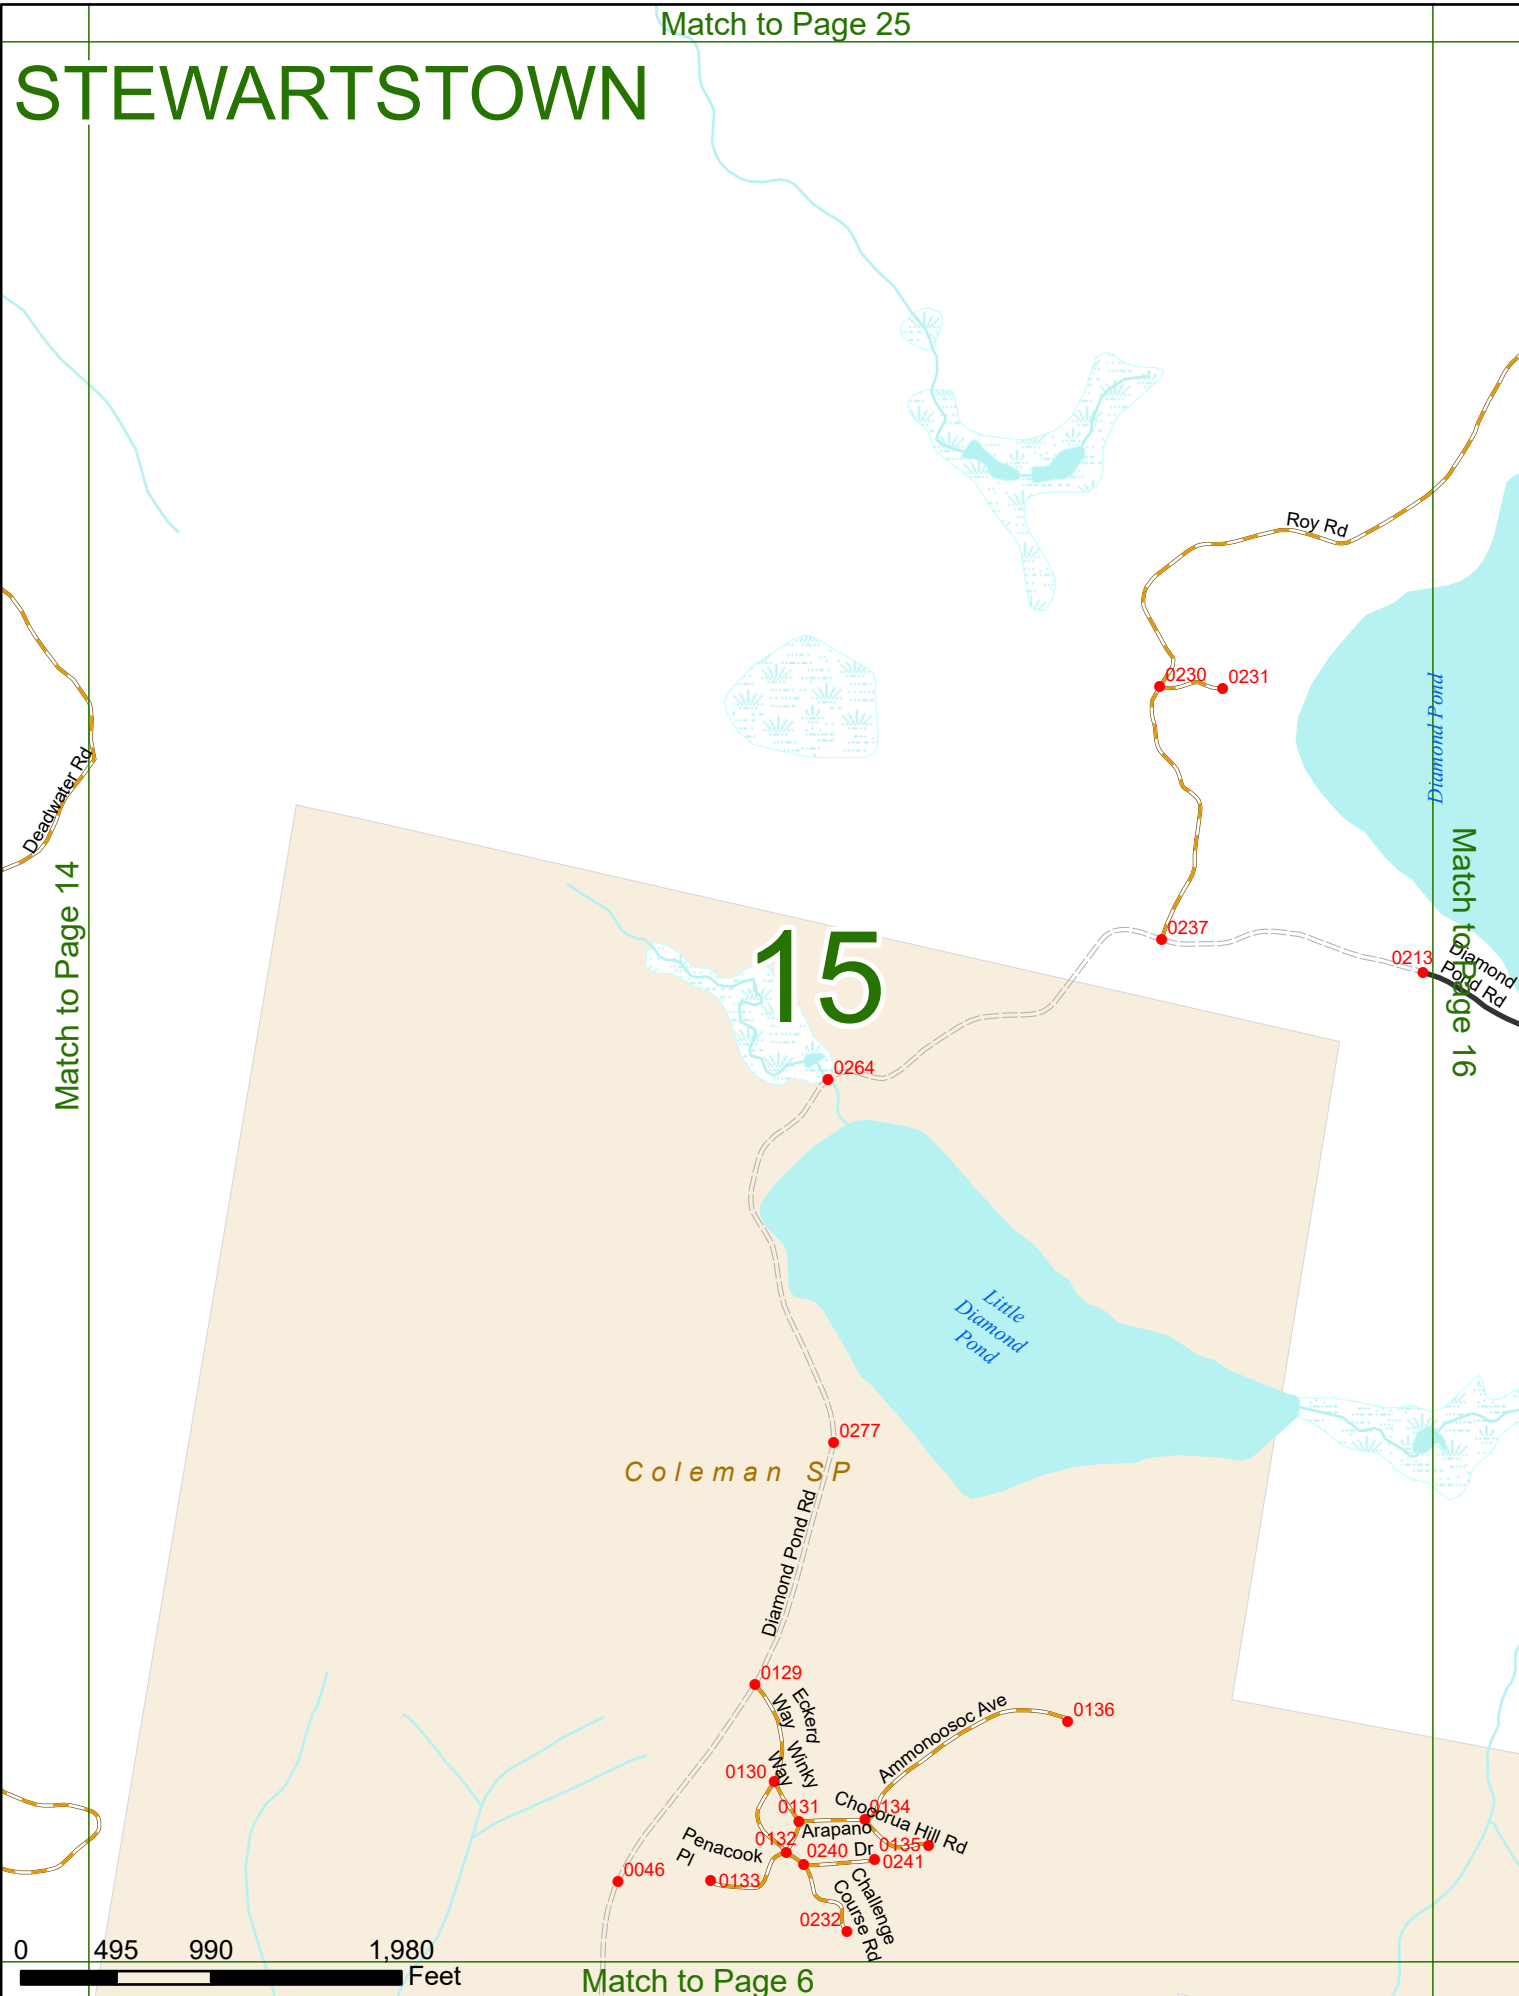 Match to Page 25
STEWARTSTOWN
Roy Rd
0230
0231
Diamond Pond
Deadwater Rd
Match to Page 14
15
0237
0213
Diamond
Pond Rd
Match to Page 16
0264
Little
Diamond
Pond
0277
Coleman SP
Diamond Pond Rd
0129
Eckerd
Way
0136
Ammonoosoc Ave
Winky
Way
0130
0131
0134
Chocorua Hill Rd
Arapano
Dr
0132
0135
Penacook
Pl
0240
0241
0046
0133
Challenge
Course Rd
0232
0 495 990 1,980
Feet
Match to Page 6